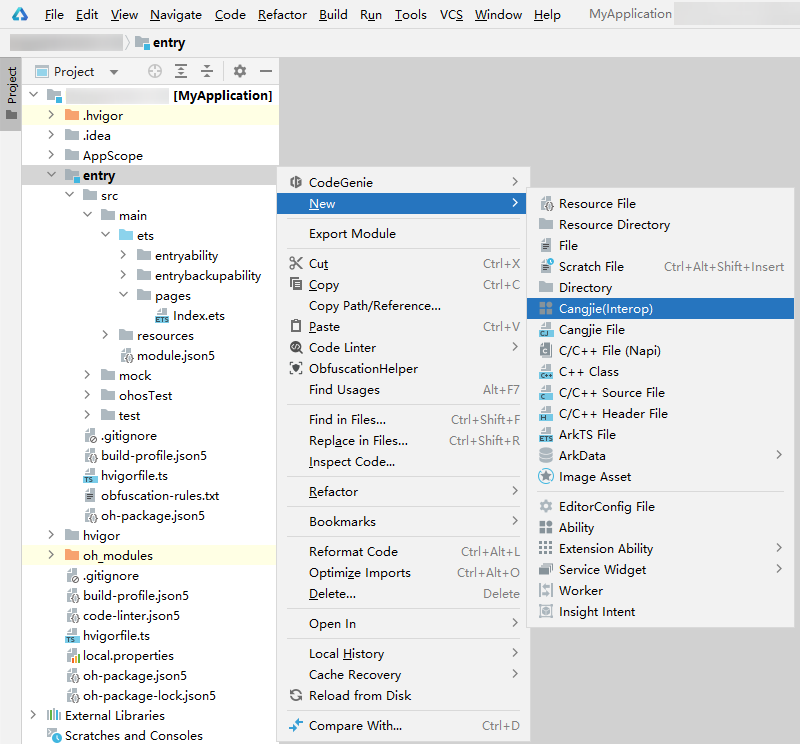 File Edit View Navigate Code Refactor Build Run Tools VCS Window Help MyApplication
entry
Project
Project
[MyApplication]
.hvigor
.idea
AppScope
entry
src
main
ets
entryability
entrybackupability
pages
Index.ets
resources
module.json5
mock
ohosTest
test
.gitignore
build-profile.json5
hvigorfile.ts
obfuscation-rules.txt
oh-package.json5
hvigor
oh_modules
.gitignore
build-profile.json5
code-linter.json5
hvigorfile.ts
local.properties
oh-package.json5
oh-package-lock.json5
External Libraries
Scratches and Consoles
CodeGenie
New
Export Module
Cut Ctrl+X
Copy Ctrl+C
Copy Path/Reference...
Paste Ctrl+V
Code Linter
ObfuscationHelper
Find Usages Alt+F7
Find in Files... Ctrl+Shift+F
Replace in Files... Ctrl+Shift+R
Inspect Code...
Refactor
Bookmarks
Reformat Code Ctrl+Alt+L
Optimize Imports Ctrl+Alt+O
Delete... Delete
Open In
Local History
Cache Recovery
Reload from Disk
Compare With... Ctrl+D
Resource File
Resource Directory
File
Scratch File Ctrl+Alt+Shift+Insert
Directory
Cangjie(Interop)
Cangjie File
C/C++ File (Napi)
C++ Class
C/C++ Source File
C/C++ Header File
ArkTS File
ArkData
Image Asset
EditorConfig File
Ability
Extension Ability
Service Widget
Worker
Insight Intent